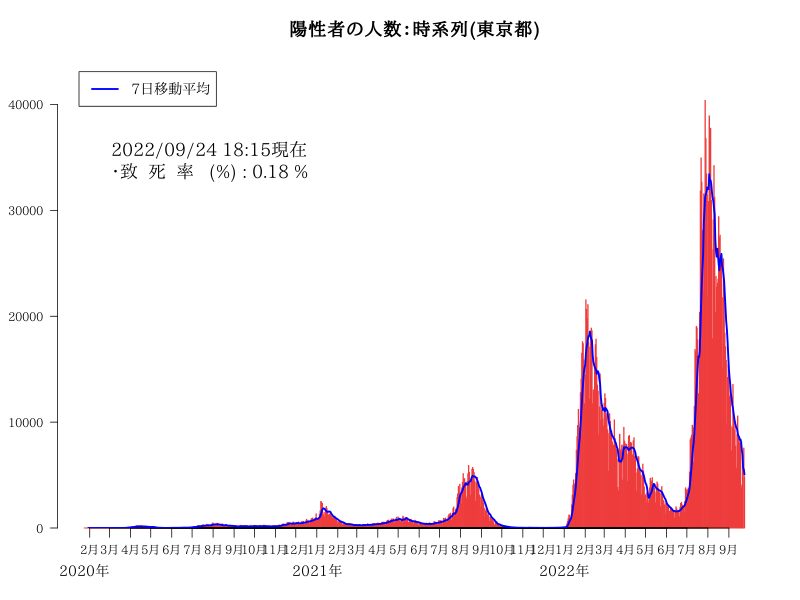 陽性者の人数:時系列(東京都)
7日移動平均
2022/09/24 18:15現在
・致 死 率 (%) : 0.18 %
40000
30000
20000
10000
0
2月 3月 4月 5月 6月 7月 8月 9月 10月 11月 12月 1月 2月 3月 4月 5月 6月 7月 8月 9月 10月 11月 12月 1月 2月 3月 4月 5月 6月 7月 8月 9月
2020年 2021年 2022年